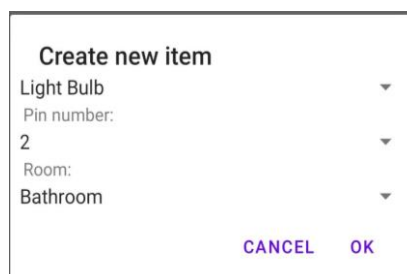 Create new item
Light Bulb
Pin number:
2
Room:
Bathroom
CANCEL OK